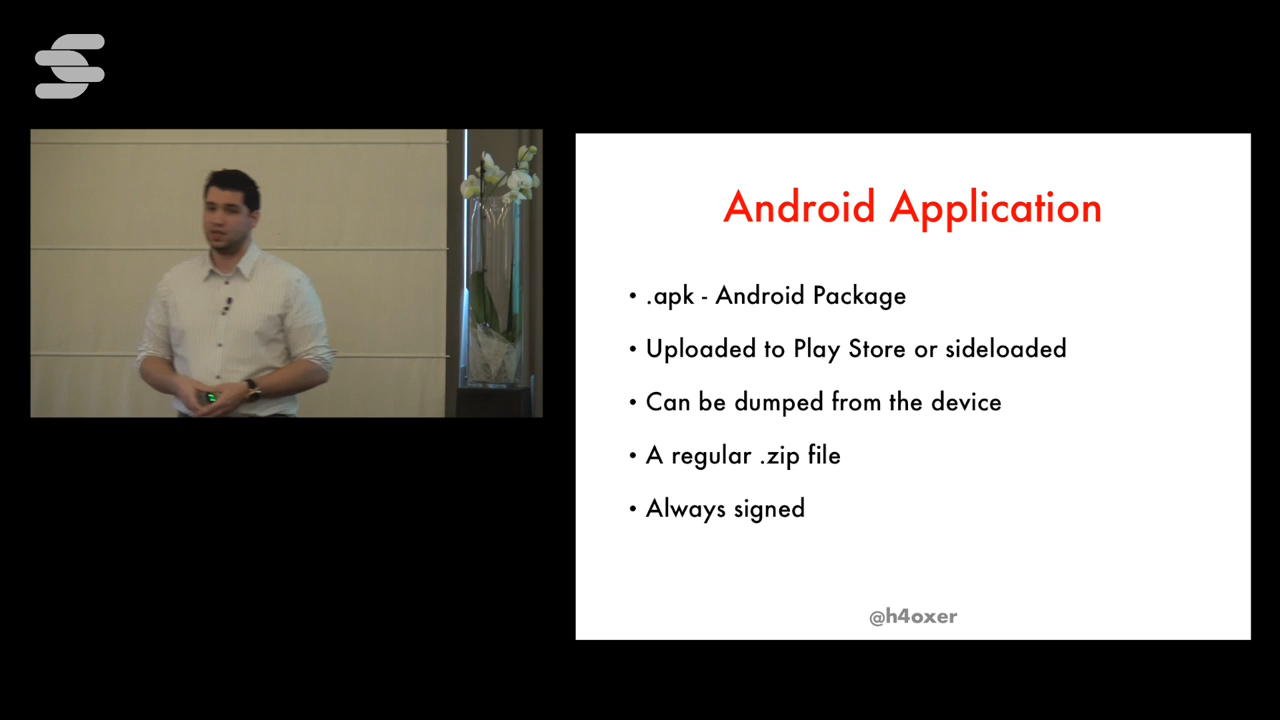 Android Application
• .apk - Android Package
• Uploaded to Play Store or sideloaded
• Can be dumped from the device
• A regular .zip file
• Always signed
@h4oxer